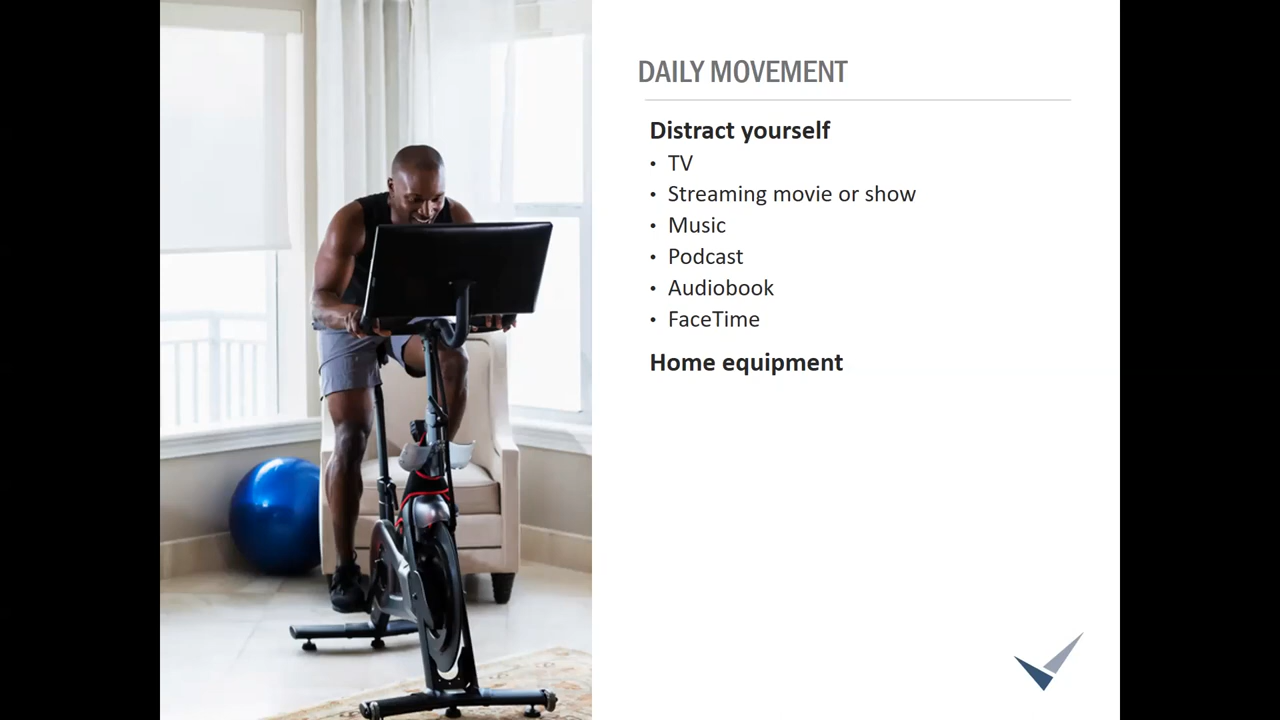 DAILY MOVEMENT
Distract yourself
• TV
• Streaming movie or show
• Music
• Podcast
• Audiobook
• FaceTime
Home equipment